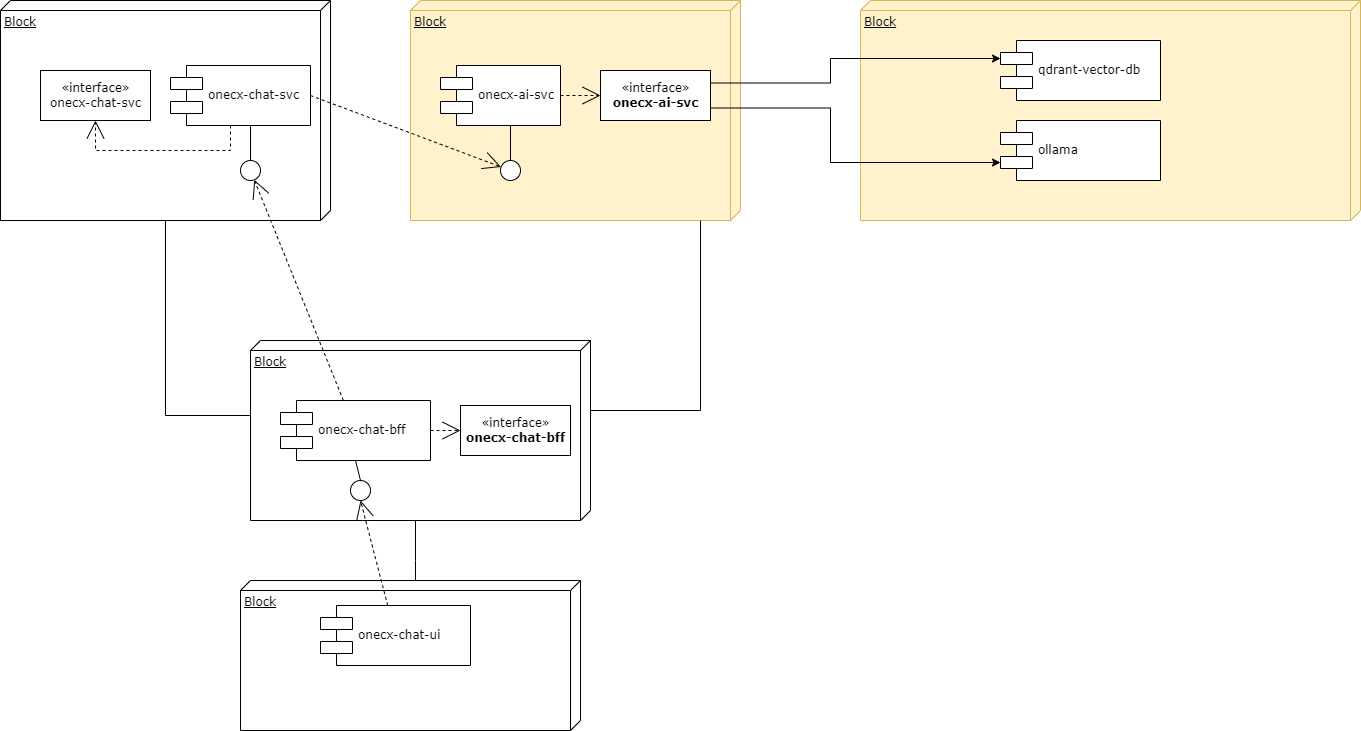 Block
«interface»
onecx-chat-svc
onecx-chat-svc
Block
onecx-ai-svc
«interface»
onecx-ai-svc
Block
qdrant-vector-db
ollama
Block
onecx-chat-bff
«interface»
onecx-chat-bff
Block
onecx-chat-ui